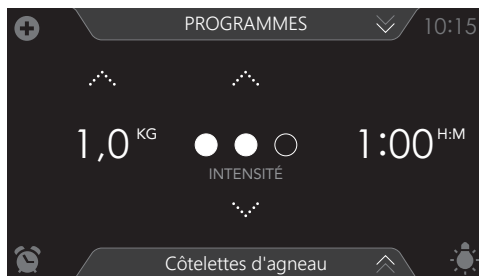 PROGRAMMES
10:15
1,0 KG
1:00 H:M
INTENSITÉ
Côtelettes d'agneau